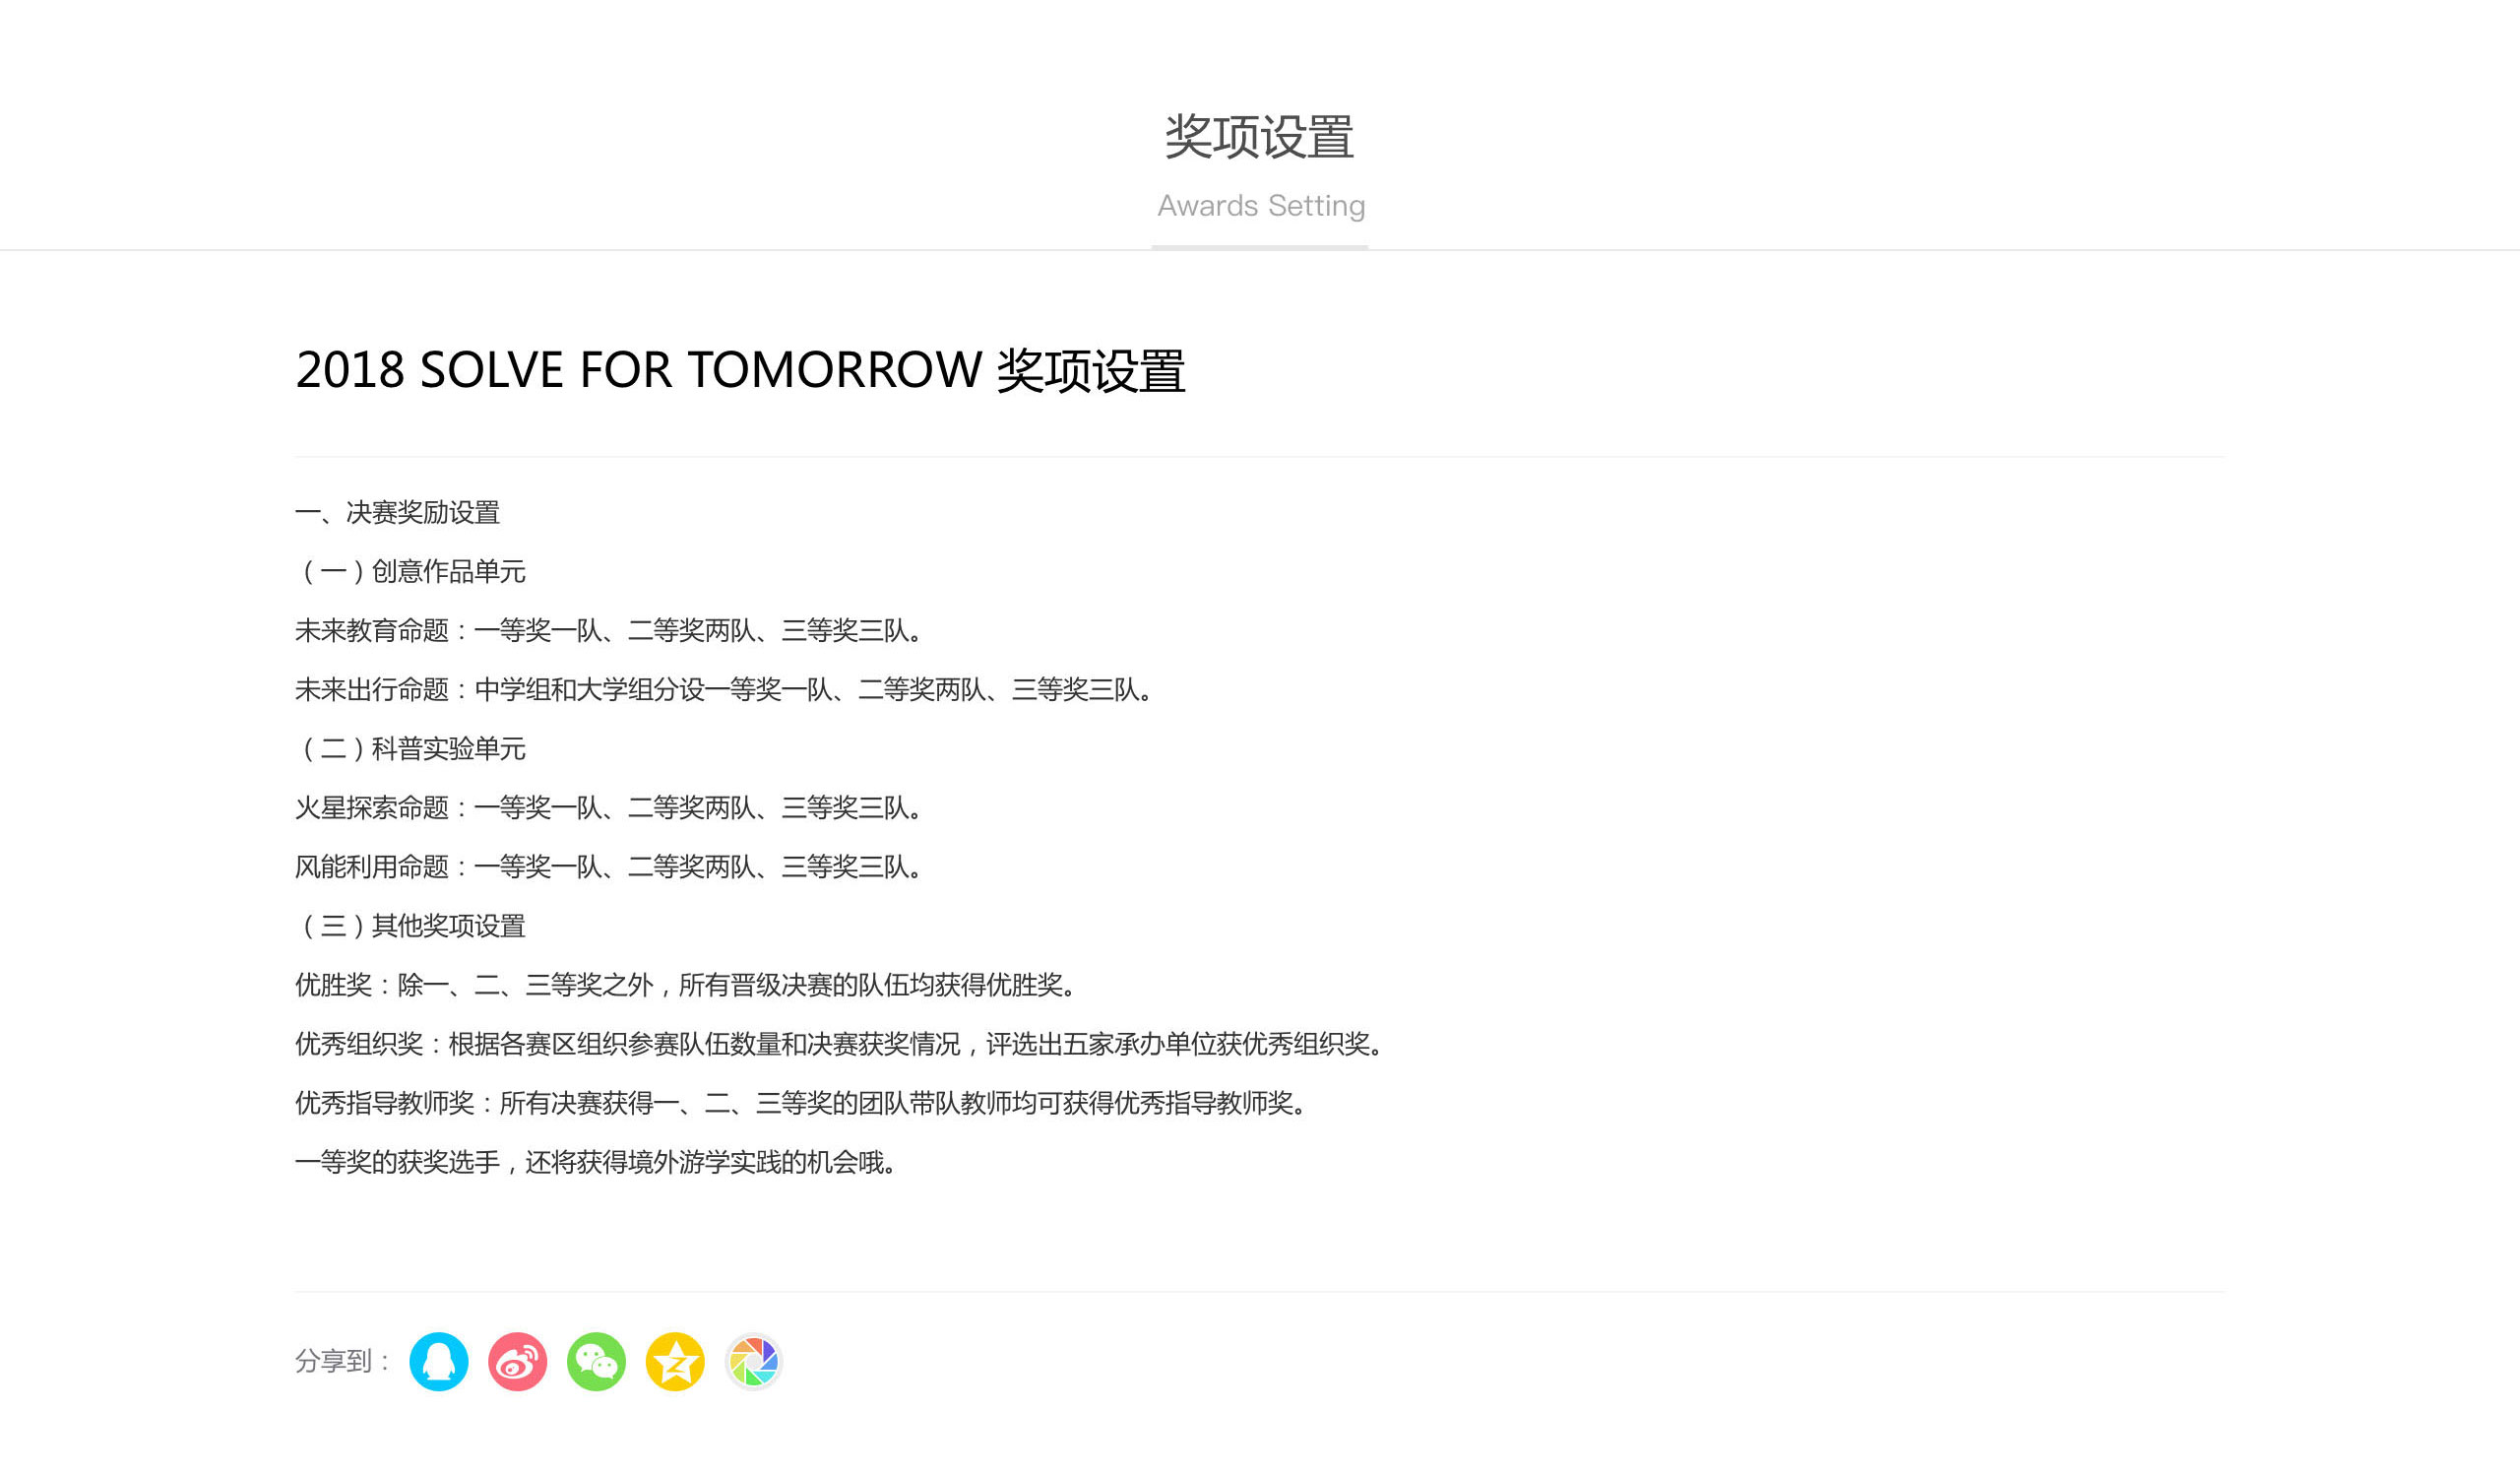 奖项设置
Awards Setting
2018 SOLVE FOR TOMORROW 奖项设置
一、决赛奖励设置
（一）创意作品单元
未来教育命题：一等奖一队、二等奖两队、三等奖三队。
未来出行命题：中学组和大学组分设一等奖一队、二等奖两队、三等奖三队。
（二）科普实验单元
火星探索命题：一等奖一队、二等奖两队、三等奖三队。
风能利用命题：一等奖一队、二等奖两队、三等奖三队。
（三）其他奖项设置
优胜奖：除一、二、三等奖之外，所有晋级决赛的队伍均获得优胜奖。
优秀组织奖：根据各赛区组织参赛队伍数量和决赛获奖情况，评选出五家承办单位获优秀组织奖。
优秀指导教师奖：所有决赛获得一、二、三等奖的团队带队教师均可获得优秀指导教师奖。
一等奖的获奖选手，还将获得境外游学实践的机会哦。
分享到：